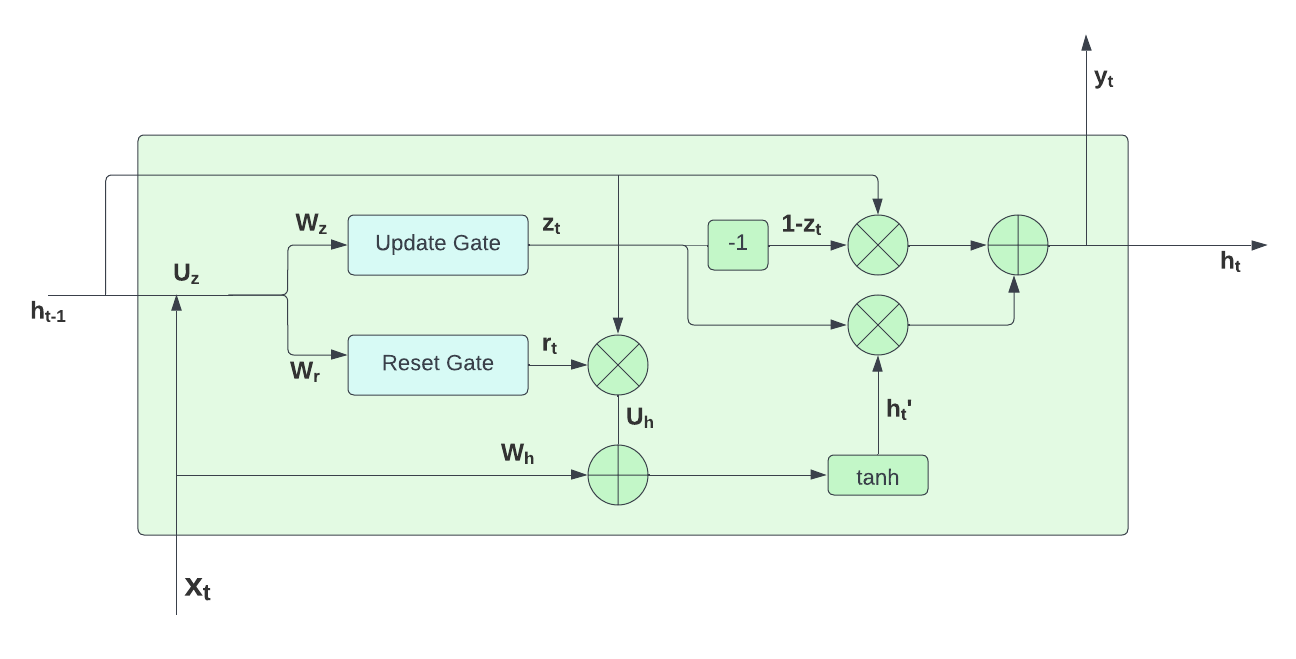 yt
Wz
Update Gate
zt
-1
1-zt
Uz
ht-1
ht
Wr
Reset Gate
rt
Uh
ht'
Wh
tanh
xt